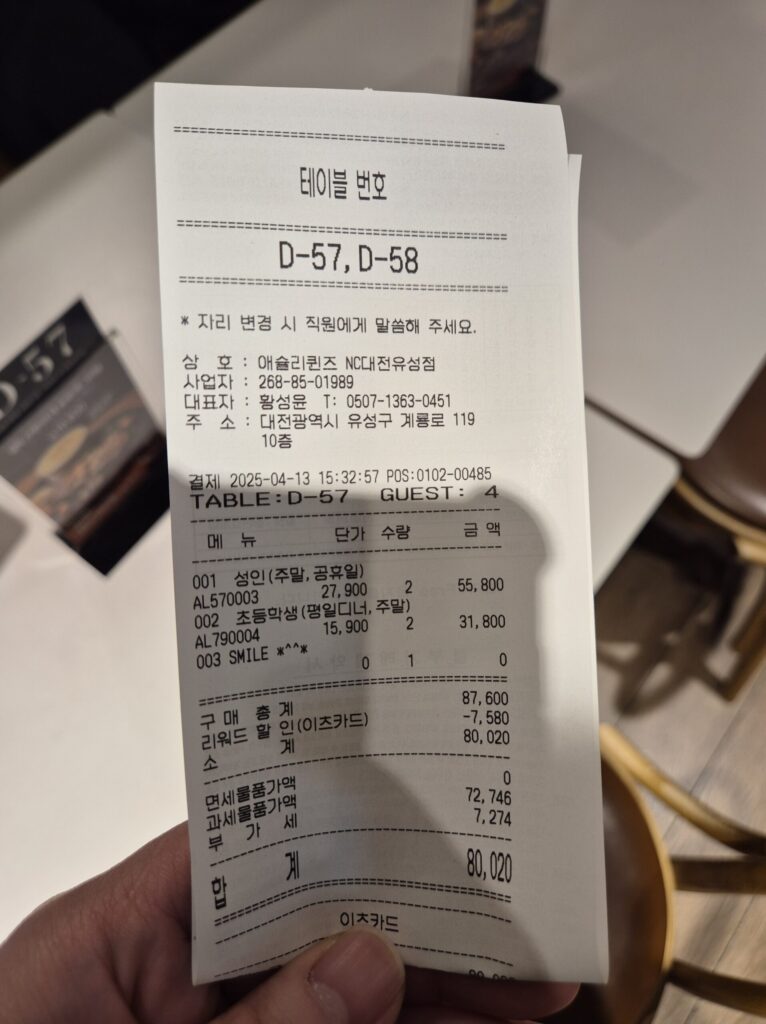 테이블 번호
D-57, D-58
* 자리 변경 시 직원에게 말씀해 주세요.
상 호 : 애슐리퀸즈 NC대전유성점
사업자 : 268-85-01989
대표자 : 황성윤 T: 0507-1363-0451
주 소 : 대전광역시 유성구 계룡로 119
10층
결제 2025-04-13 15:32:57 POS:0102-00485
TABLE:D-57 GUEST: 4
메 뉴 단가 수량 금 액
001 성인(주말,공휴일)
AL570003 27,900 2 55,800
002 초등학생(평일디너,주말)
AL790004 15,900 2 31,800
003 SMILE *^^*
0 1 0
구 매 총 계 87,600
리워드 할 인(이츠카드) -7,580
소 계 80,020
면세물품가액 0
과세물품가액 72,746
부 가 세 7,274
합 계 80,020
이츠카드
D-57